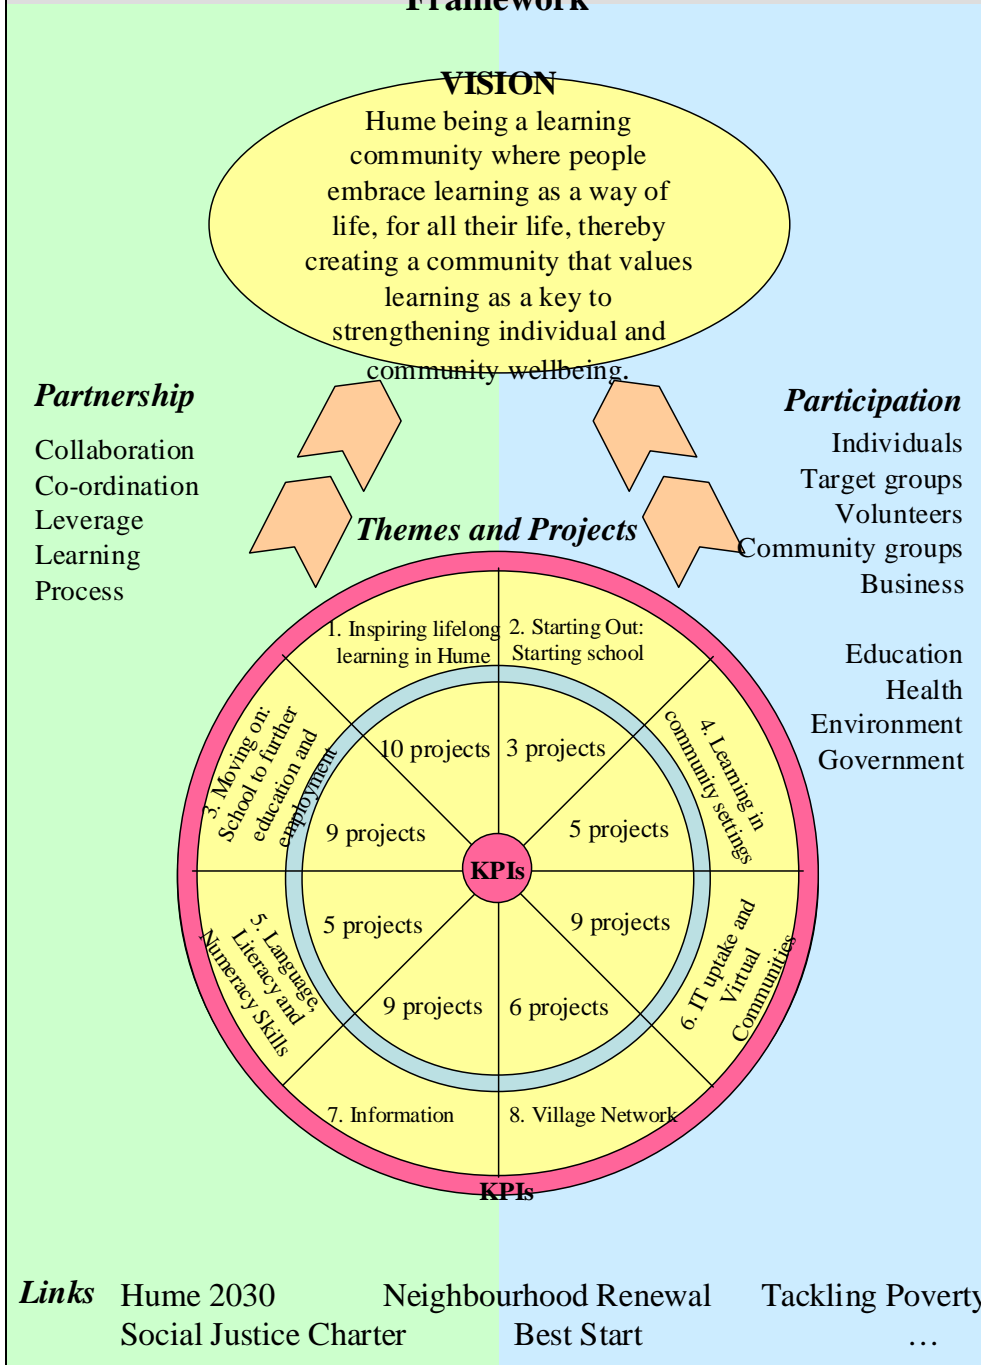 Framework
VISION
Hume being a learning
community where people
embrace learning as a way of
life, for all their life, thereby
creating a community that values
learning as a key to
strengthening individual and
community wellbeing.
Partnership
Collaboration
Co-ordination
Leverage
Learning
Process
Participation
Individuals
Target groups
Volunteers
Community groups
Business
Education
Health
Environment
Government
Themes and Projects
1. Inspiring lifelong
learning in Hume
2. Starting Out:
Starting school
3. Moving on:
School to further
education and
employment
4. Learning in
community settings
10 projects
3 projects
9 projects
5 projects
KPIs
5 projects
9 projects
9 projects
6 projects
5. Language,
Literacy and
Numeracy Skills
6. IT uptake and
Virtual
Communities
7. Information
8. Village Network
KPIs
Links
Hume 2030
Neighbourhood Renewal
Tackling Poverty
Social Justice Charter
Best Start
…